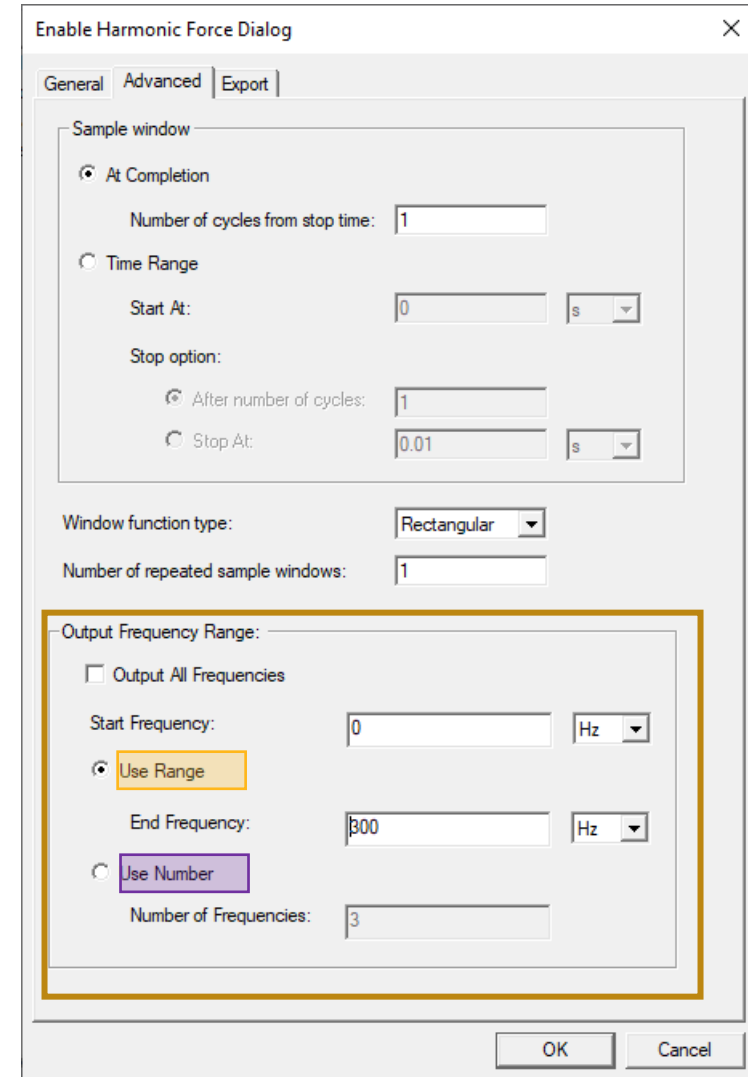 Enable Harmonic Force Dialog
General Advanced Export
Sample window
At Completion
Number of cycles from stop time: 1
Time Range
Start At: 0 s
Stop option:
After number of cycles: 1
Stop At: 0.01 s
Window function type: Rectangular
Number of repeated sample windows: 1
Output Frequency Range:
Output All Frequencies
Start Frequency: 0 Hz
Use Range
End Frequency: 300 Hz
Use Number
Number of Frequencies: 3
OK Cancel